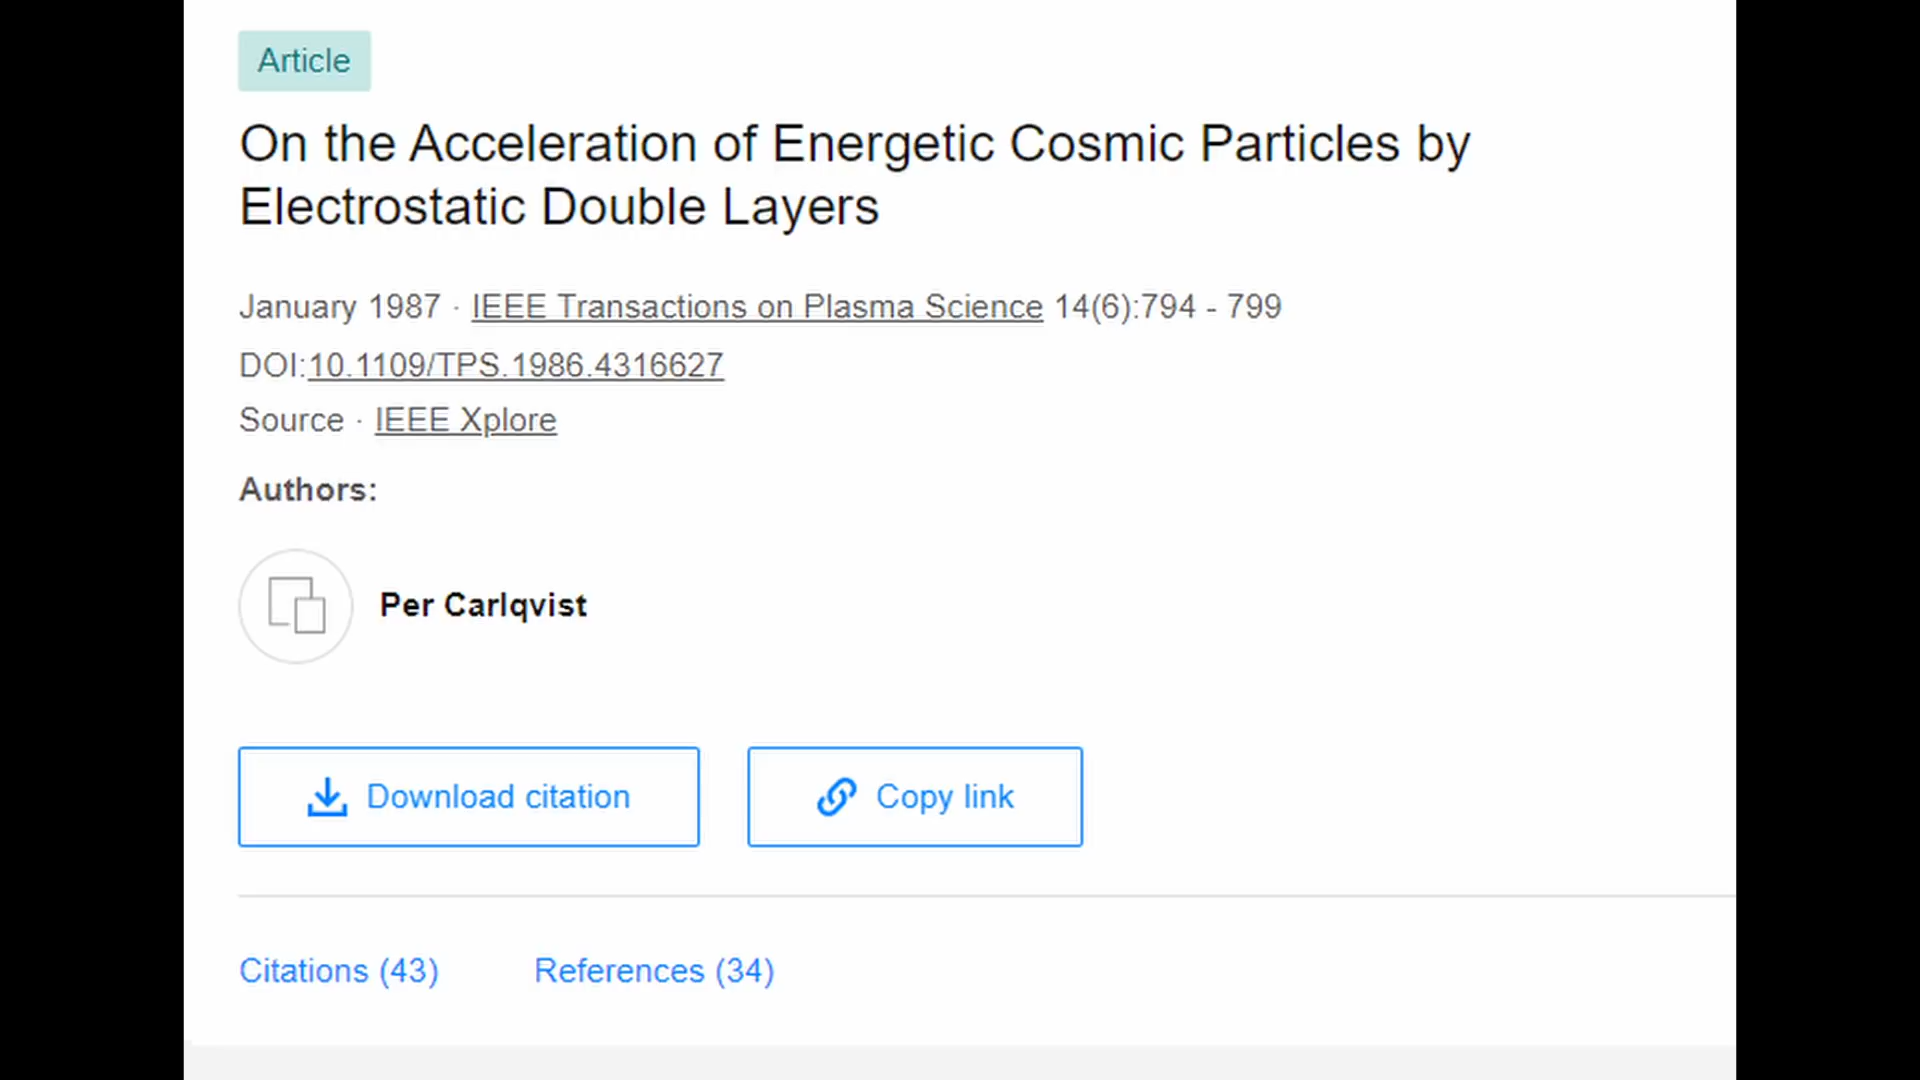 Article
On the Acceleration of Energetic Cosmic Particles by
Electrostatic Double Layers
January 1987 · IEEE Transactions on Plasma Science 14(6):794 - 799
DOI:10.1109/TPS.1986.4316627
Source · IEEE Xplore
Authors:
Per Carlqvist
Download citation
Copy link
Citations (43)
References (34)